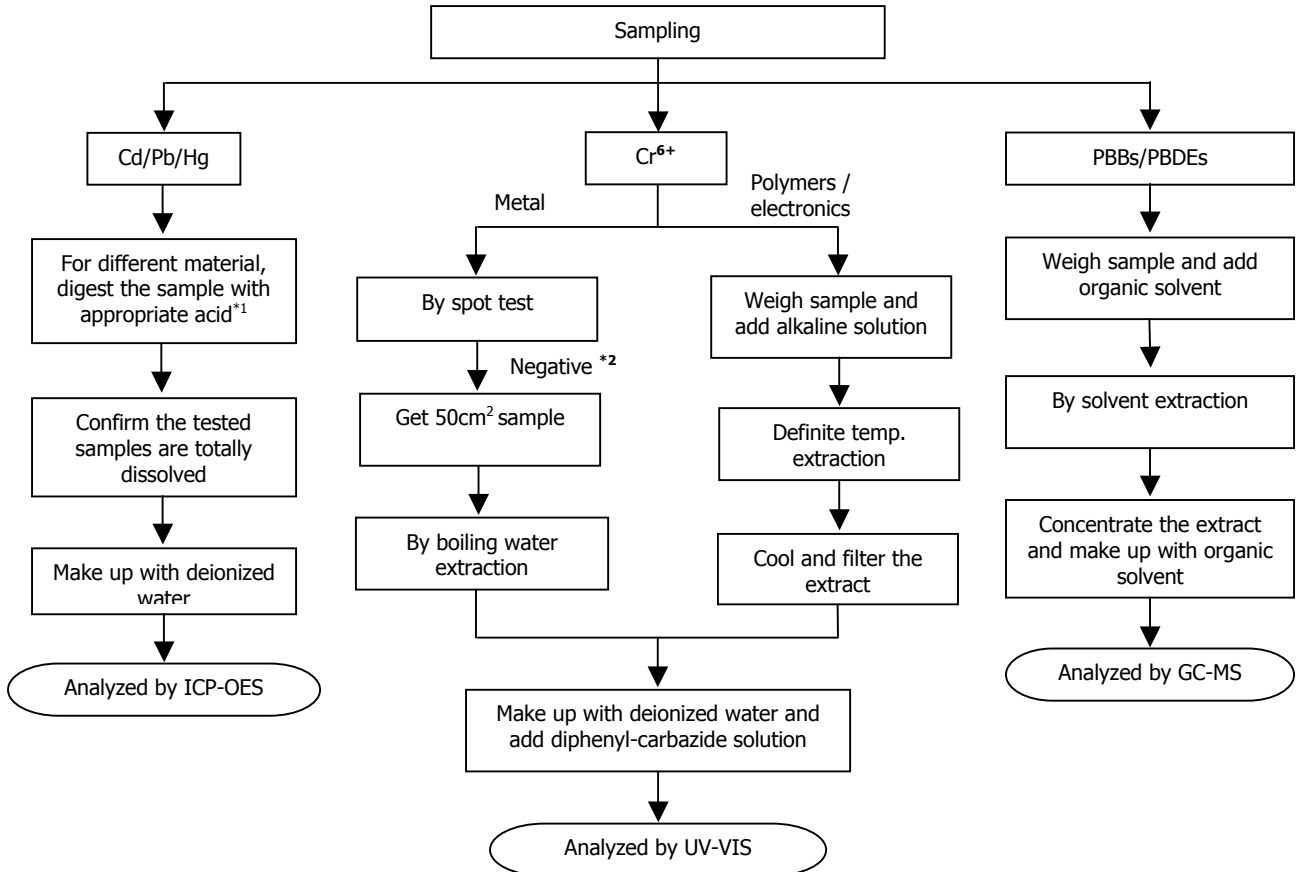 Sampling
Cd/Pb/Hg
For different material,
digest the sample with
appropriate acid*1
Confirm the tested
samples are totally
dissolved
Make up with deionized
water
Analyzed by ICP-OES
Cr6+
Metal
By spot test
Negative *2
Get 50cm2 sample
By boiling water
extraction
Polymers /
electronics
Weigh sample and
add alkaline solution
Definite temp.
extraction
Cool and filter the
extract
Make up with deionized water and
add diphenyl-carbazide solution
Analyzed by UV-VIS
PBBs/PBDEs
Weigh sample and add
organic solvent
By solvent extraction
Concentrate the extract
and make up with organic
solvent
Analyzed by GC-MS